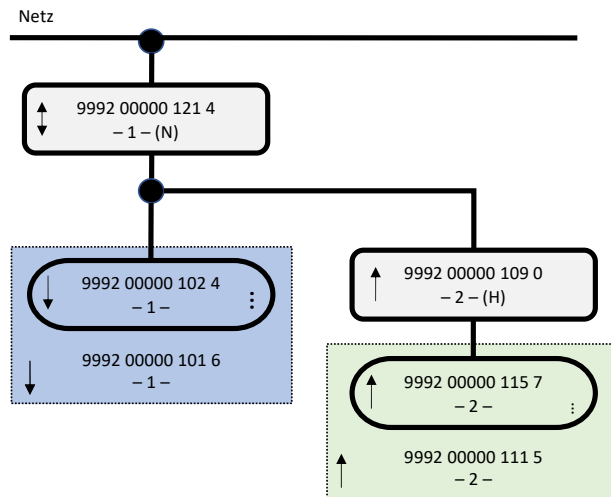 Netz
9992 00000 121 4
– 1 – (N)
9992 00000 102 4
– 1 –
9992 00000 101 6
– 1 –
9992 00000 109 0
– 2 – (H)
9992 00000 115 7
– 2 –
9992 00000 111 5
– 2 –